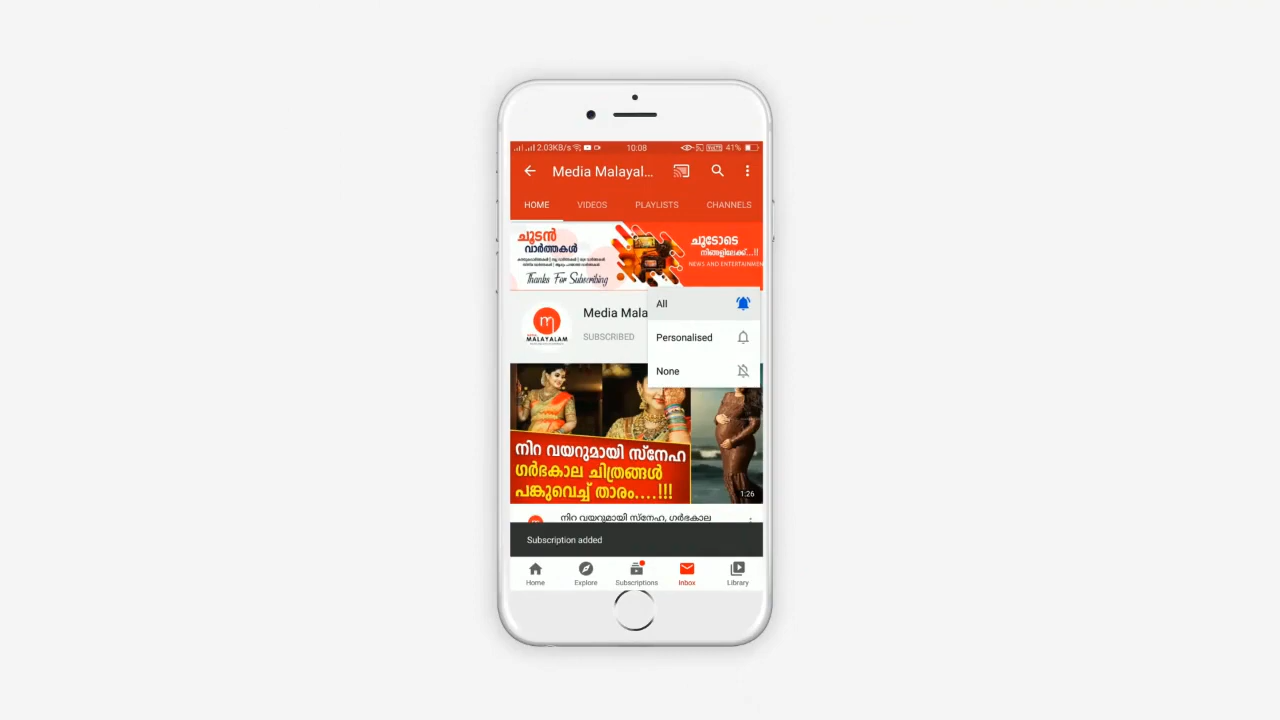 2.03KB/s
10:08
41%
Media Malayal...
HOME VIDEOS PLAYLISTS CHANNELS
ചൂടൻ
വാർത്തകൾ
Thanks For Subscribing
ചൂടോടെ
നിങ്ങളിലേക്ക്...!!
NEWS AND ENTERTAINMEN
All
Media Mala
MALAYALAM
SUBSCRIBED
Personalised
None
നിറ വയറുമായി സ്നേഹ
ഗർഭകാല ചിത്രങ്ങൾ
പങ്കുവെച്ച് താരം....!!!
1:26
നിറ വയറുമായി സ്നേഹ, ഗർഭകാല
Subscription added
Home Explore Subscriptions Inbox Library